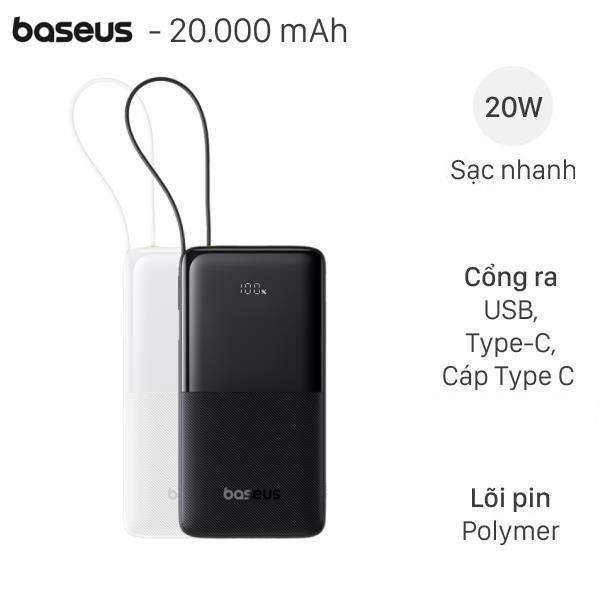 baseus - 20.000 mAh
20W
Sạc nhanh
100%
Cổng ra
USB,
Type-C,
Cáp Type C
baseus
Lõi pin
Polymer